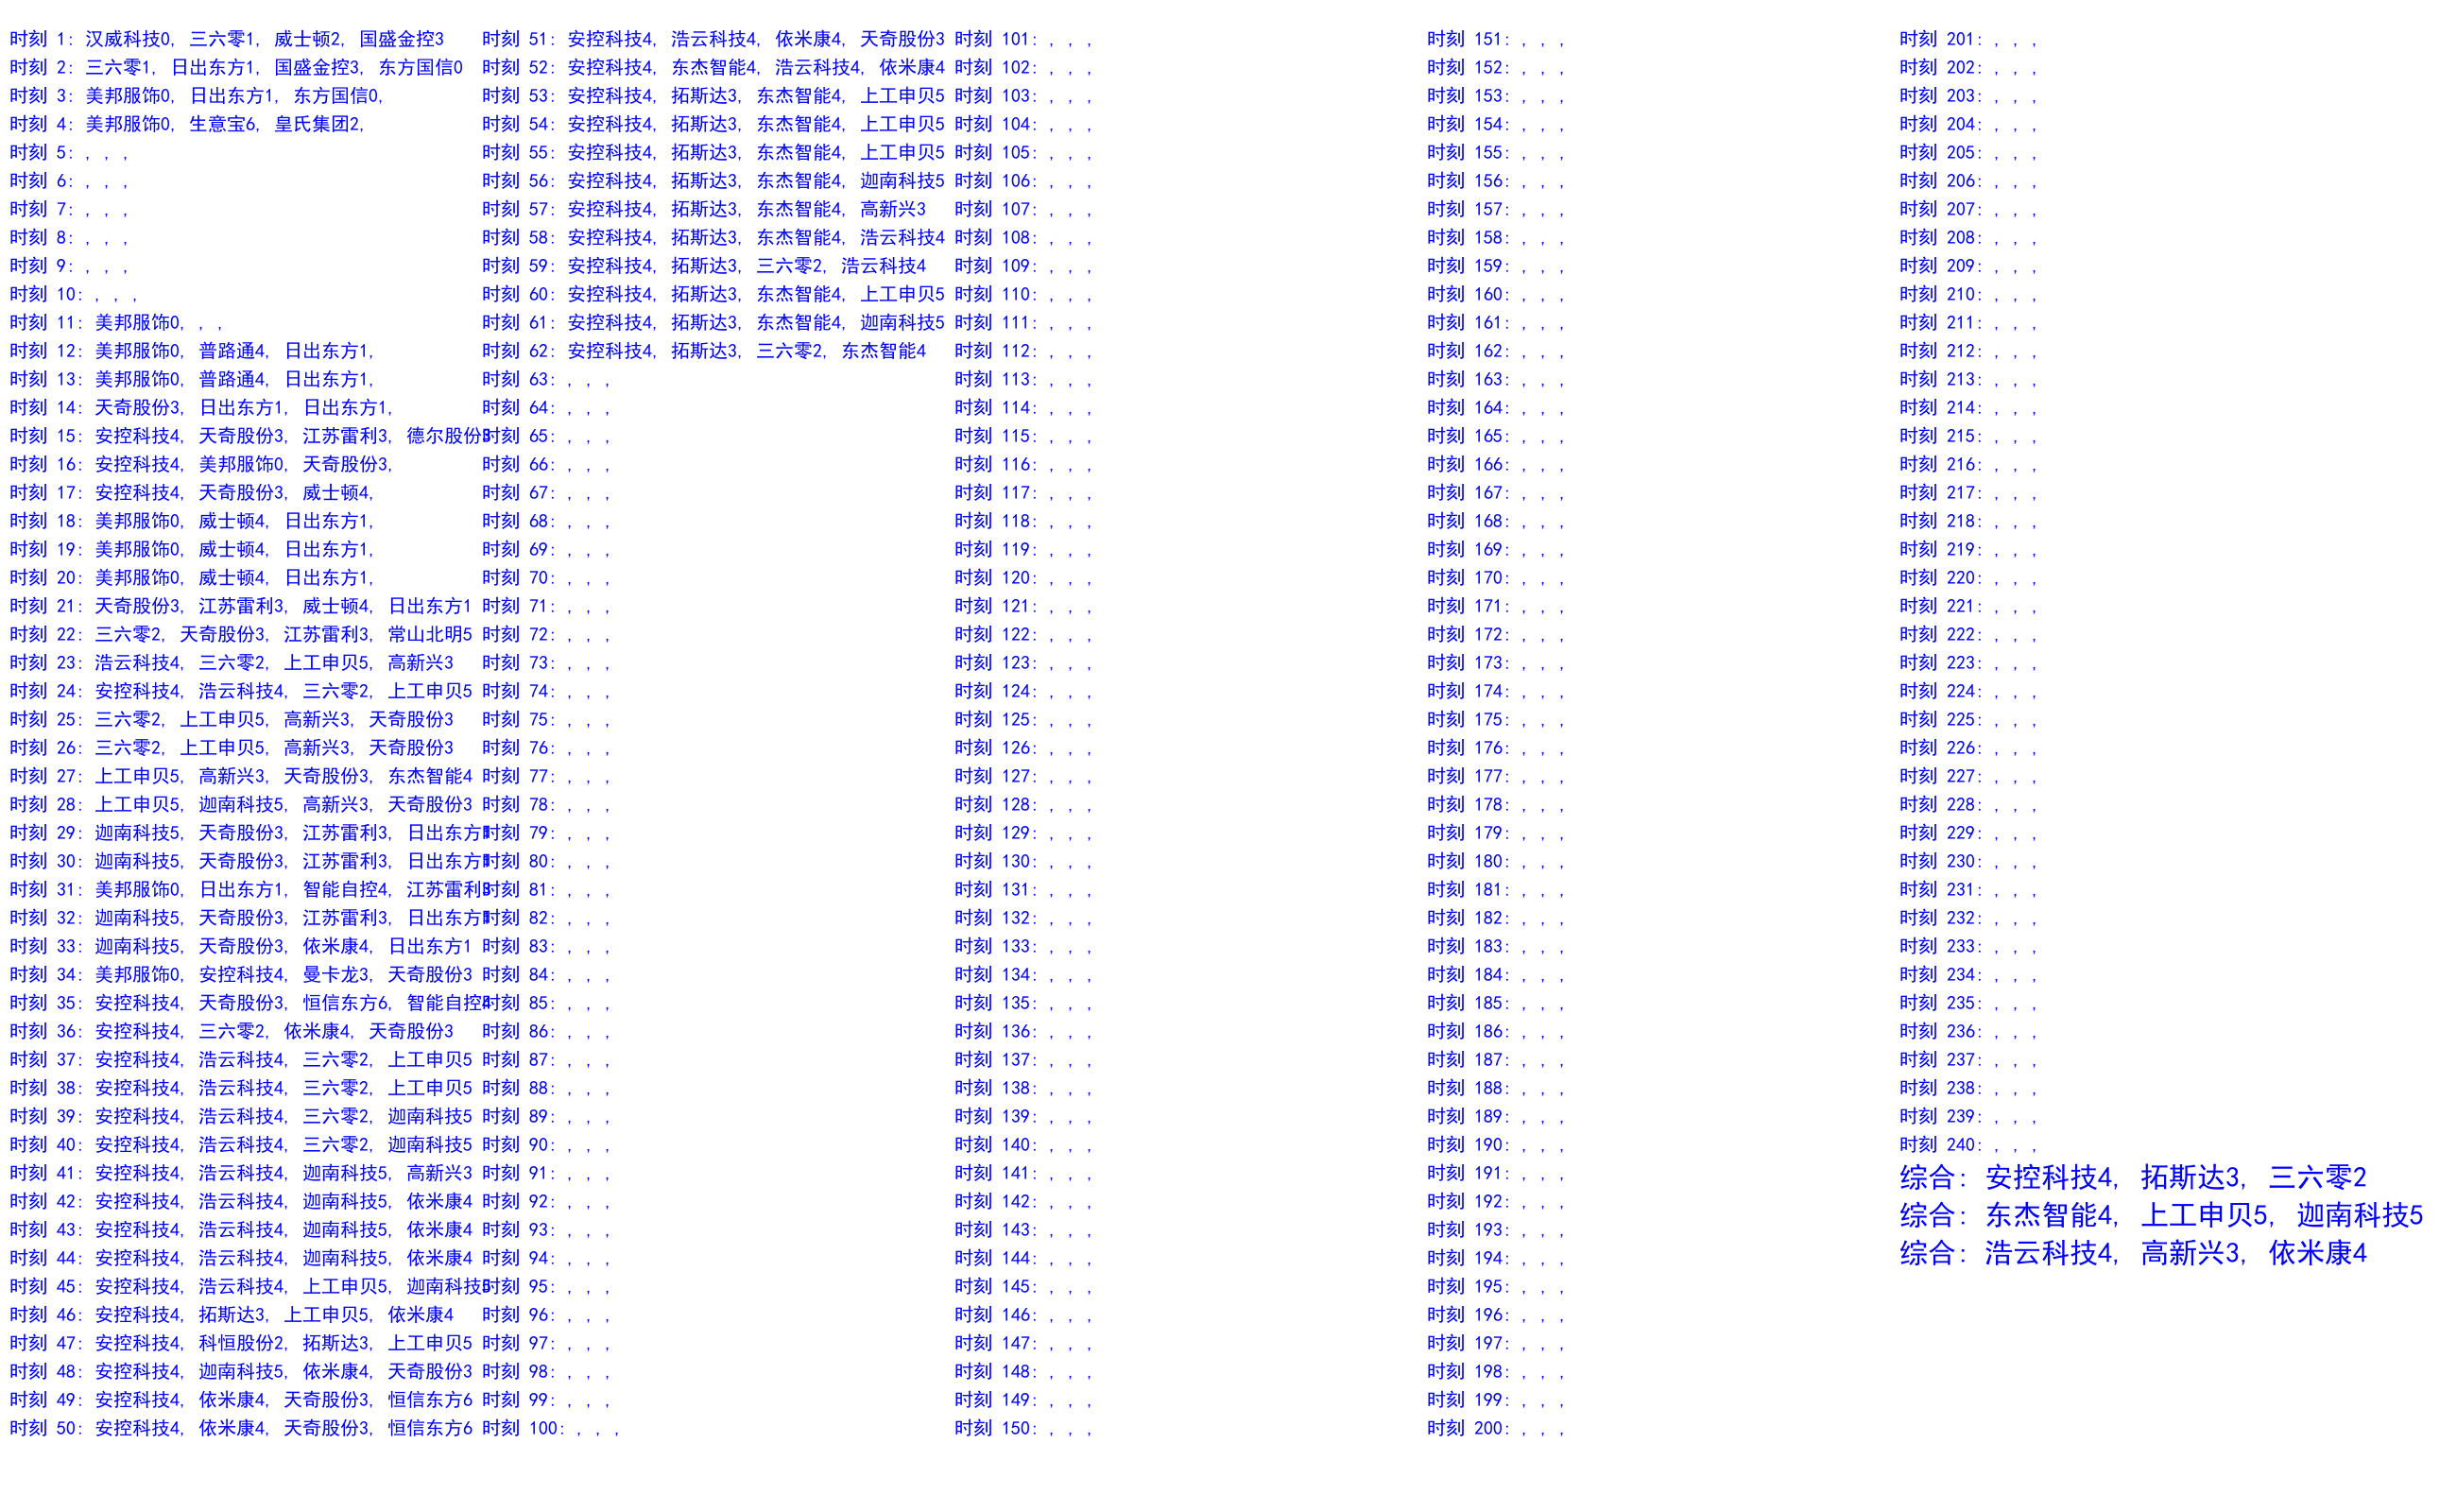 时刻 1: 汉威科技0, 三六零1, 威士顿2, 国盛金控3
时刻 2: 三六零1, 日出东方1, 国盛金控3, 东方国信0
时刻 3: 美邦服饰0, 日出东方1, 东方国信0,
时刻 4: 美邦服饰0, 生意宝6, 皇氏集团2,
时刻 5: , , ,
时刻 6: , , ,
时刻 7: , , ,
时刻 8: , , ,
时刻 9: , , ,
时刻 10: , , ,
时刻 11: 美邦服饰0, , ,
时刻 12: 美邦服饰0, 普路通4, 日出东方1,
时刻 13: 美邦服饰0, 普路通4, 日出东方1,
时刻 14: 天奇股份3, 日出东方1, 日出东方1,
时刻 15: 安控科技4, 天奇股份3, 江苏雷利3, 德尔股份3
时刻 16: 安控科技4, 美邦服饰0, 天奇股份3,
时刻 17: 安控科技4, 天奇股份3, 威士顿4,
时刻 18: 美邦服饰0, 威士顿4, 日出东方1,
时刻 19: 美邦服饰0, 威士顿4, 日出东方1,
时刻 20: 美邦服饰0, 威士顿4, 日出东方1,
时刻 21: 天奇股份3, 江苏雷利3, 威士顿4, 日出东方1
时刻 22: 三六零2, 天奇股份3, 江苏雷利3, 常山北明5
时刻 23: 浩云科技4, 三六零2, 上工申贝5, 高新兴3
时刻 24: 安控科技4, 浩云科技4, 三六零2, 上工申贝5
时刻 25: 三六零2, 上工申贝5, 高新兴3, 天奇股份3
时刻 26: 三六零2, 上工申贝5, 高新兴3, 天奇股份3
时刻 27: 上工申贝5, 高新兴3, 天奇股份3, 东杰智能4
时刻 28: 上工申贝5, 迦南科技5, 高新兴3, 天奇股份3
时刻 29: 迦南科技5, 天奇股份3, 江苏雷利3, 日出东方1
时刻 30: 迦南科技5, 天奇股份3, 江苏雷利3, 日出东方1
时刻 31: 美邦服饰0, 日出东方1, 智能自控4, 江苏雷利3
时刻 32: 迦南科技5, 天奇股份3, 江苏雷利3, 日出东方1
时刻 33: 迦南科技5, 天奇股份3, 依米康4, 日出东方1
时刻 34: 美邦服饰0, 安控科技4, 曼卡龙3, 天奇股份3
时刻 35: 安控科技4, 天奇股份3, 恒信东方6, 智能自控4
时刻 36: 安控科技4, 三六零2, 依米康4, 天奇股份3
时刻 37: 安控科技4, 浩云科技4, 三六零2, 上工申贝5
时刻 38: 安控科技4, 浩云科技4, 三六零2, 上工申贝5
时刻 39: 安控科技4, 浩云科技4, 三六零2, 迦南科技5
时刻 40: 安控科技4, 浩云科技4, 三六零2, 迦南科技5
时刻 41: 安控科技4, 浩云科技4, 迦南科技5, 高新兴3
时刻 42: 安控科技4, 浩云科技4, 迦南科技5, 依米康4
时刻 43: 安控科技4, 浩云科技4, 迦南科技5, 依米康4
时刻 44: 安控科技4, 浩云科技4, 迦南科技5, 依米康4
时刻 45: 安控科技4, 浩云科技4, 上工申贝5, 迦南科技5
时刻 46: 安控科技4, 拓斯达3, 上工申贝5, 依米康4
时刻 47: 安控科技4, 科恒股份2, 拓斯达3, 上工申贝5
时刻 48: 安控科技4, 迦南科技5, 依米康4, 天奇股份3
时刻 49: 安控科技4, 依米康4, 天奇股份3, 恒信东方6
时刻 50: 安控科技4, 依米康4, 天奇股份3, 恒信东方6
时刻 51: 安控科技4, 浩云科技4, 依米康4, 天奇股份3
时刻 52: 安控科技4, 东杰智能4, 浩云科技4, 依米康4
时刻 53: 安控科技4, 拓斯达3, 东杰智能4, 上工申贝5
时刻 54: 安控科技4, 拓斯达3, 东杰智能4, 上工申贝5
时刻 55: 安控科技4, 拓斯达3, 东杰智能4, 上工申贝5
时刻 56: 安控科技4, 拓斯达3, 东杰智能4, 迦南科技5
时刻 57: 安控科技4, 拓斯达3, 东杰智能4, 高新兴3
时刻 58: 安控科技4, 拓斯达3, 东杰智能4, 浩云科技4
时刻 59: 安控科技4, 拓斯达3, 三六零2, 浩云科技4
时刻 60: 安控科技4, 拓斯达3, 东杰智能4, 上工申贝5
时刻 61: 安控科技4, 拓斯达3, 东杰智能4, 迦南科技5
时刻 62: 安控科技4, 拓斯达3, 三六零2, 东杰智能4
时刻 63: , , ,
时刻 64: , , ,
时刻 65: , , ,
时刻 66: , , ,
时刻 67: , , ,
时刻 68: , , ,
时刻 69: , , ,
时刻 70: , , ,
时刻 71: , , ,
时刻 72: , , ,
时刻 73: , , ,
时刻 74: , , ,
时刻 75: , , ,
时刻 76: , , ,
时刻 77: , , ,
时刻 78: , , ,
时刻 79: , , ,
时刻 80: , , ,
时刻 81: , , ,
时刻 82: , , ,
时刻 83: , , ,
时刻 84: , , ,
时刻 85: , , ,
时刻 86: , , ,
时刻 87: , , ,
时刻 88: , , ,
时刻 89: , , ,
时刻 90: , , ,
时刻 91: , , ,
时刻 92: , , ,
时刻 93: , , ,
时刻 94: , , ,
时刻 95: , , ,
时刻 96: , , ,
时刻 97: , , ,
时刻 98: , , ,
时刻 99: , , ,
时刻 100: , , ,
时刻 101: , , ,
时刻 102: , , ,
时刻 103: , , ,
时刻 104: , , ,
时刻 105: , , ,
时刻 106: , , ,
时刻 107: , , ,
时刻 108: , , ,
时刻 109: , , ,
时刻 110: , , ,
时刻 111: , , ,
时刻 112: , , ,
时刻 113: , , ,
时刻 114: , , ,
时刻 115: , , ,
时刻 116: , , ,
时刻 117: , , ,
时刻 118: , , ,
时刻 119: , , ,
时刻 120: , , ,
时刻 121: , , ,
时刻 122: , , ,
时刻 123: , , ,
时刻 124: , , ,
时刻 125: , , ,
时刻 126: , , ,
时刻 127: , , ,
时刻 128: , , ,
时刻 129: , , ,
时刻 130: , , ,
时刻 131: , , ,
时刻 132: , , ,
时刻 133: , , ,
时刻 134: , , ,
时刻 135: , , ,
时刻 136: , , ,
时刻 137: , , ,
时刻 138: , , ,
时刻 139: , , ,
时刻 140: , , ,
时刻 141: , , ,
时刻 142: , , ,
时刻 143: , , ,
时刻 144: , , ,
时刻 145: , , ,
时刻 146: , , ,
时刻 147: , , ,
时刻 148: , , ,
时刻 149: , , ,
时刻 150: , , ,
时刻 151: , , ,
时刻 152: , , ,
时刻 153: , , ,
时刻 154: , , ,
时刻 155: , , ,
时刻 156: , , ,
时刻 157: , , ,
时刻 158: , , ,
时刻 159: , , ,
时刻 160: , , ,
时刻 161: , , ,
时刻 162: , , ,
时刻 163: , , ,
时刻 164: , , ,
时刻 165: , , ,
时刻 166: , , ,
时刻 167: , , ,
时刻 168: , , ,
时刻 169: , , ,
时刻 170: , , ,
时刻 171: , , ,
时刻 172: , , ,
时刻 173: , , ,
时刻 174: , , ,
时刻 175: , , ,
时刻 176: , , ,
时刻 177: , , ,
时刻 178: , , ,
时刻 179: , , ,
时刻 180: , , ,
时刻 181: , , ,
时刻 182: , , ,
时刻 183: , , ,
时刻 184: , , ,
时刻 185: , , ,
时刻 186: , , ,
时刻 187: , , ,
时刻 188: , , ,
时刻 189: , , ,
时刻 190: , , ,
时刻 191: , , ,
时刻 192: , , ,
时刻 193: , , ,
时刻 194: , , ,
时刻 195: , , ,
时刻 196: , , ,
时刻 197: , , ,
时刻 198: , , ,
时刻 199: , , ,
时刻 200: , , ,
时刻 201: , , ,
时刻 202: , , ,
时刻 203: , , ,
时刻 204: , , ,
时刻 205: , , ,
时刻 206: , , ,
时刻 207: , , ,
时刻 208: , , ,
时刻 209: , , ,
时刻 210: , , ,
时刻 211: , , ,
时刻 212: , , ,
时刻 213: , , ,
时刻 214: , , ,
时刻 215: , , ,
时刻 216: , , ,
时刻 217: , , ,
时刻 218: , , ,
时刻 219: , , ,
时刻 220: , , ,
时刻 221: , , ,
时刻 222: , , ,
时刻 223: , , ,
时刻 224: , , ,
时刻 225: , , ,
时刻 226: , , ,
时刻 227: , , ,
时刻 228: , , ,
时刻 229: , , ,
时刻 230: , , ,
时刻 231: , , ,
时刻 232: , , ,
时刻 233: , , ,
时刻 234: , , ,
时刻 235: , , ,
时刻 236: , , ,
时刻 237: , , ,
时刻 238: , , ,
时刻 239: , , ,
时刻 240: , , ,
综合: 安控科技4, 拓斯达3, 三六零2
综合: 东杰智能4, 上工申贝5, 迦南科技5
综合: 浩云科技4, 高新兴3, 依米康4